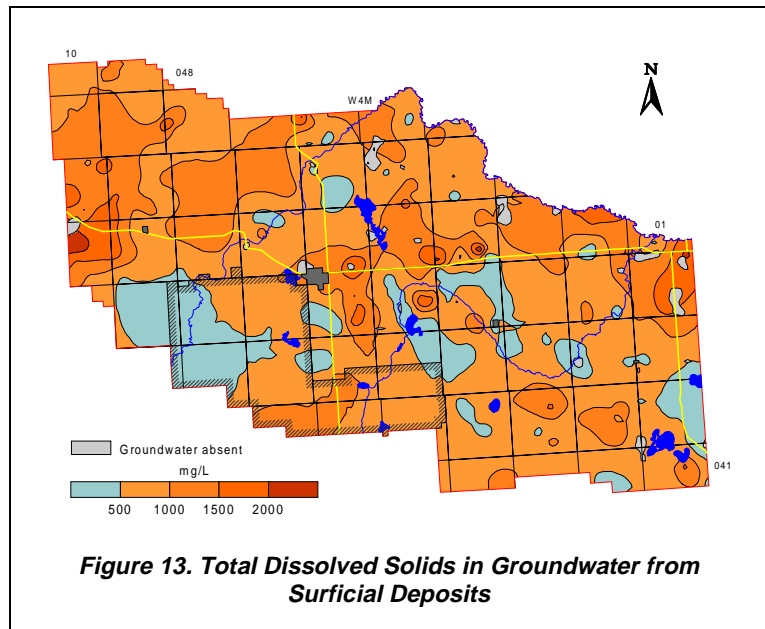 10
048
W4M
N
01
041
Groundwater absent
mg/L
500 1000 1500 2000
Figure 13. Total Dissolved Solids in Groundwater from
Surficial Deposits